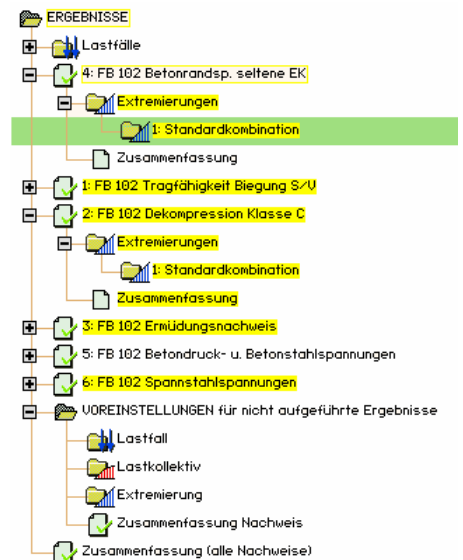 ERGEBNISSE
Lastfälle
4: FB 102 Betonrandsp. seltene EK
Extremierungen
1: Standardkombination
Zusammenfassung
1: FB 102 Tragfähigkeit Biegung S/V
2: FB 102 Dekompression Klasse C
Extremierungen
1: Standardkombination
Zusammenfassung
3: FB 102 Ermüdungsnachweis
5: FB 102 Betondruck- u. Betonstahlspannungen
6: FB 102 Spannstahlspannungen
VOREINSTELLUNGEN für nicht aufgeführte Ergebnisse
Lastfall
Lastkollektiv
Extremierung
Zusammenfassung Nachweis
Zusammenfassung (alle Nachweise)